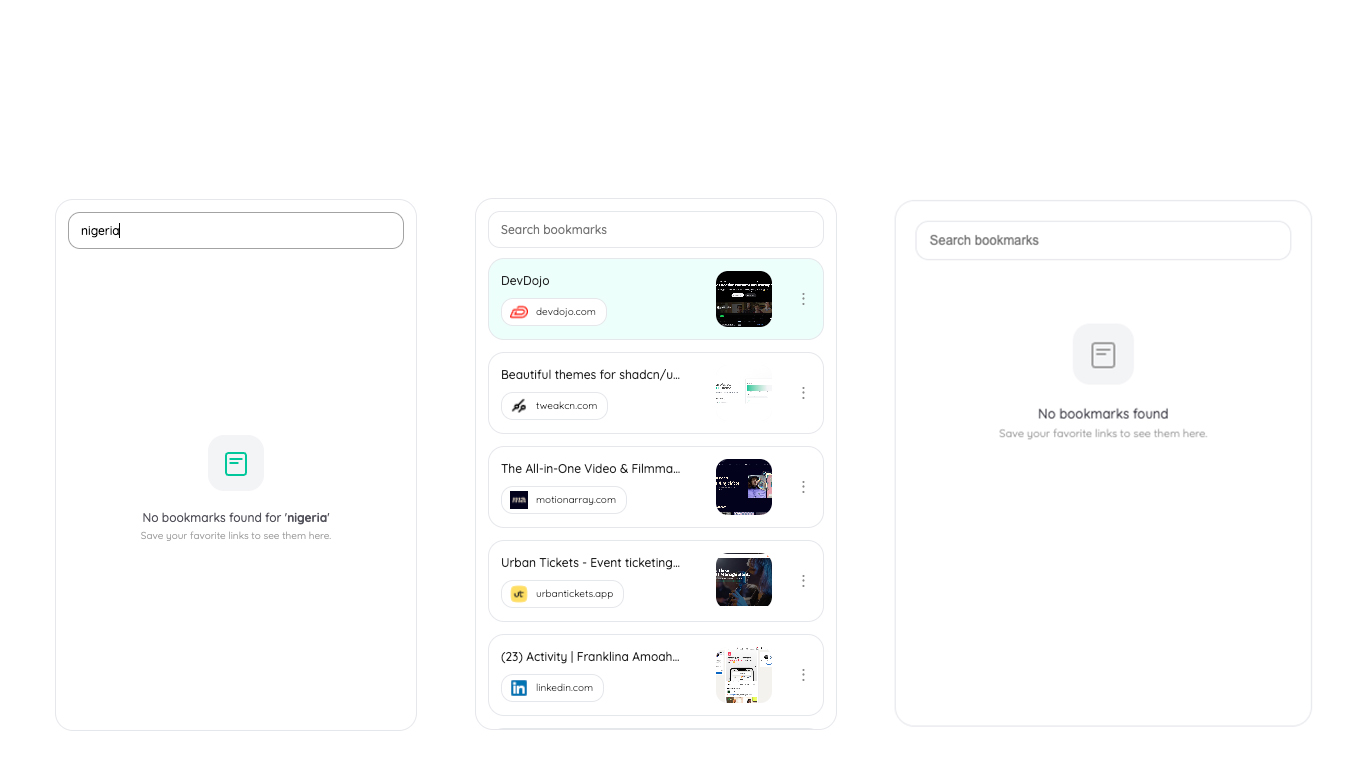 nigeria
No bookmarks found for 'nigeria'
Save your favorite links to see them here.
Search bookmarks
DevDojo
devdojo.com
Beautiful themes for shadcn/u...
tweakcn.com
The All-in-One Video & Filmma...
ma
motionarray.com
Urban Tickets - Event ticketing...
ut
urbantickets.app
(23) Activity | Franklina Amoah...
in
linkedin.com
Search bookmarks
No bookmarks found
Save your favorite links to see them here.